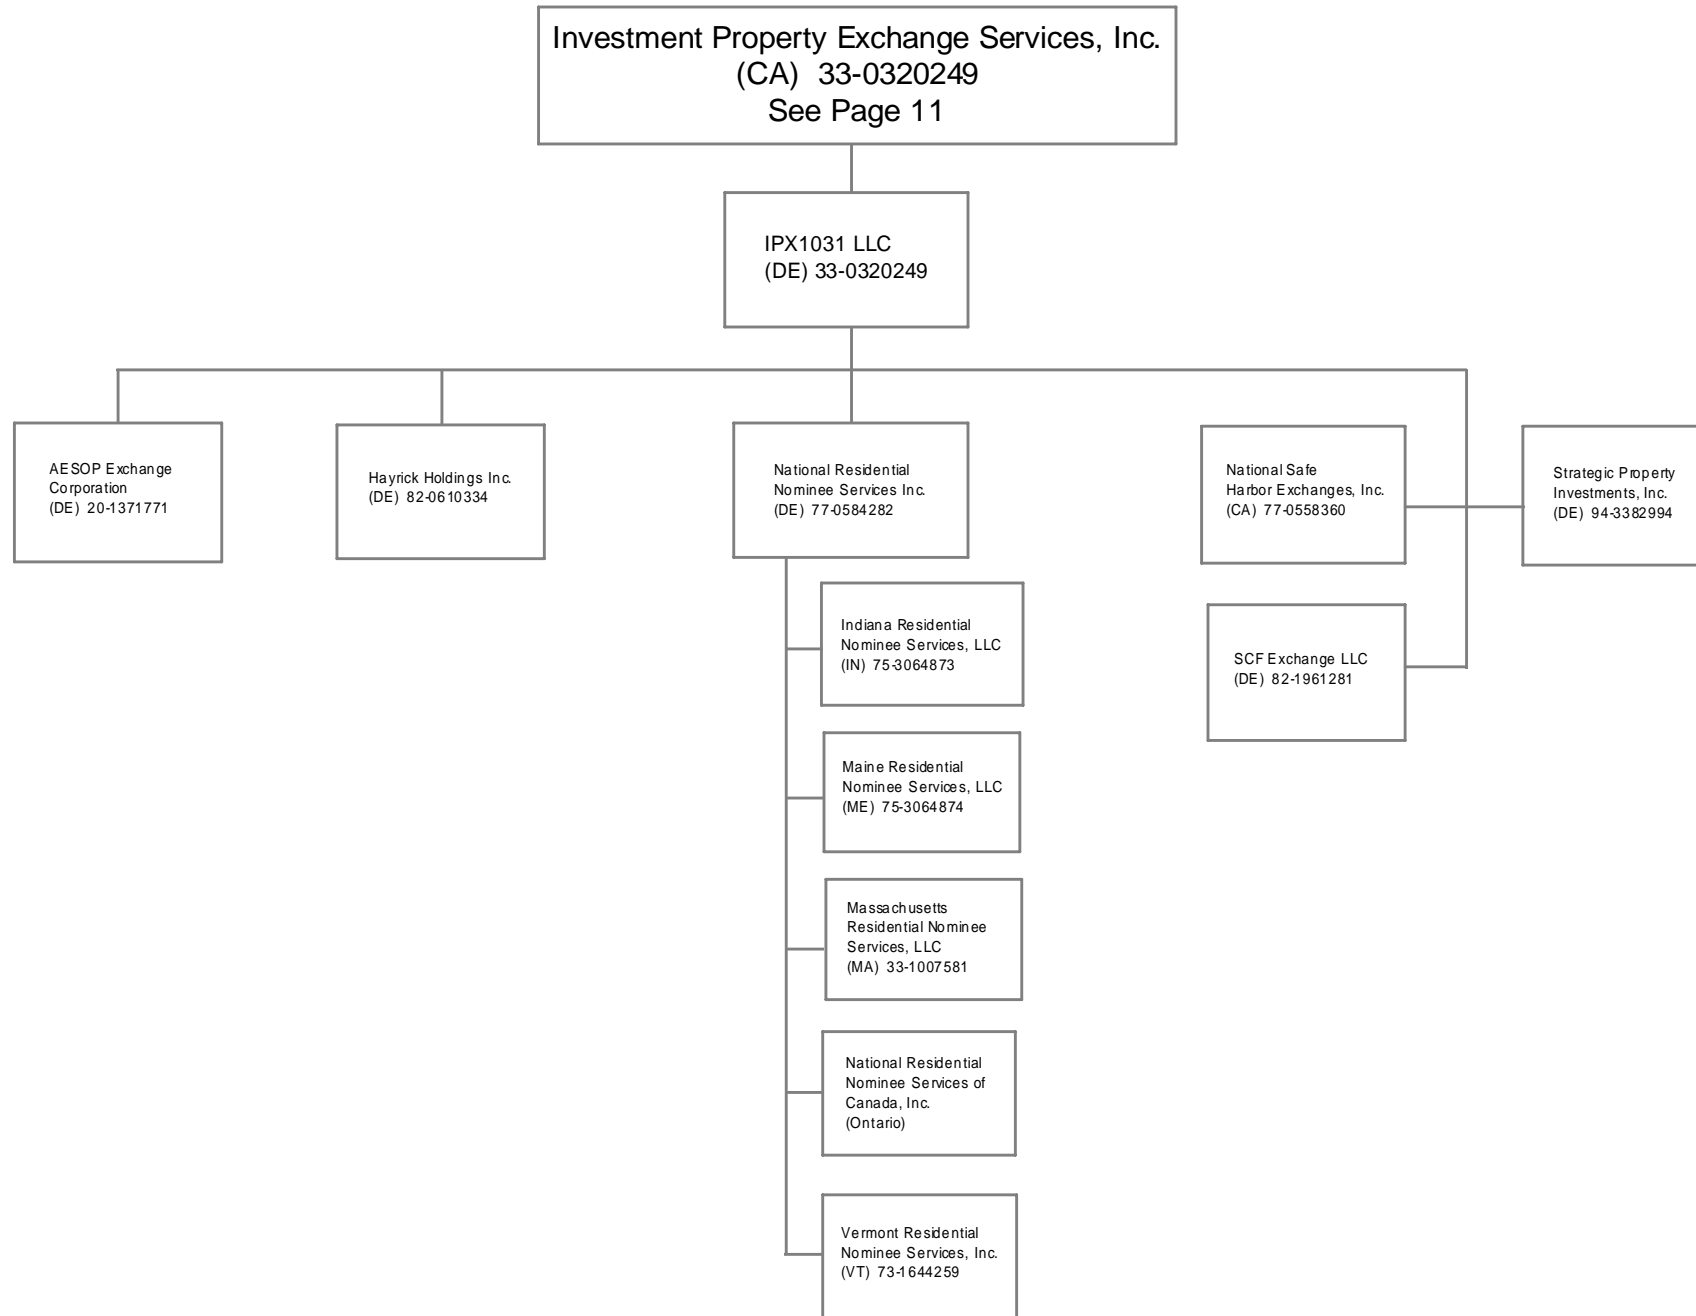 Investment Property Exchange Services, Inc.
(CA) 33-0320249
See Page 11
IPX1031 LLC
(DE) 33-0320249
AESOP Exchange
Corporation
(DE) 20-1371771
Hayrick Holdings Inc.
(DE) 82-0610334
National Residential
Nominee Services Inc.
(DE) 77-0584282
National Safe
Harbor Exchanges, Inc.
(CA) 77-0558360
Strategic Property
Investments, Inc.
(DE) 94-3382994
Indiana Residential
Nominee Services, LLC
(IN) 75-3064873
SCF Exchange LLC
(DE) 82-1961281
Maine Residential
Nominee Services, LLC
(ME) 75-3064874
Massachusetts
Residential Nominee
Services, LLC
(MA) 33-1007581
National Residential
Nominee Services of
Canada, Inc.
(Ontario)
Vermont Residential
Nominee Services, Inc.
(VT) 73-1644259